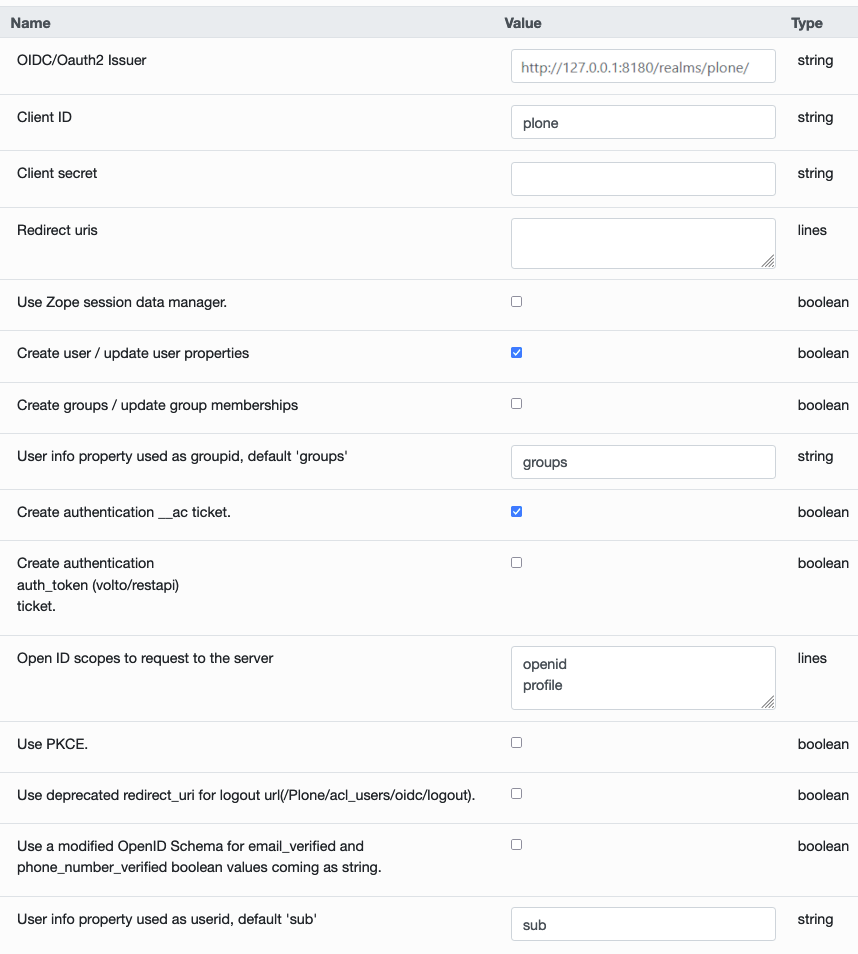 Name Value Type
OIDC/Oauth2 Issuer http://127.0.0.1:8180/realms/plone/ string
Client ID plone string
Client secret string
Redirect uris lines
Use Zope session data manager. boolean
Create user / update user properties boolean
Create groups / update group memberships boolean
User info property used as groupid, default 'groups' groups string
Create authentication __ac ticket. boolean
Create authentication boolean
auth_token (volto/restapi)
ticket.
Open ID scopes to request to the server openid lines
profile
Use PKCE. boolean
Use deprecated redirect_uri for logout url(/Plone/acl_users/oidc/logout). boolean
Use a modified OpenID Schema for email_verified and boolean
phone_number_verified boolean values coming as string.
User info property used as userid, default 'sub' sub string